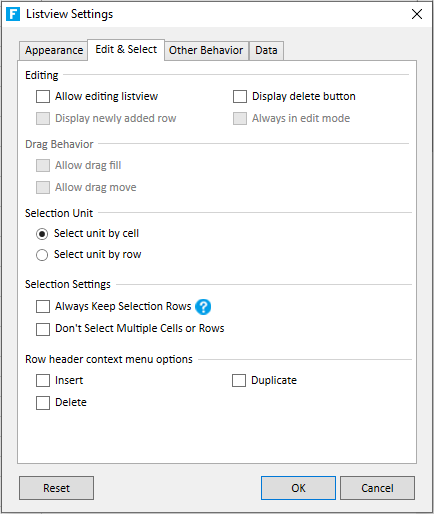 F Listview Settings
Appearance Edit & Select Other Behavior Data
Editing
Allow editing listview Display delete button
Display newly added row Always in edit mode
Drag Behavior
Allow drag fill
Allow drag move
Selection Unit
Select unit by cell
Select unit by row
Selection Settings
Always Keep Selection Rows ?
Don't Select Multiple Cells or Rows
Row header context menu options
Insert Duplicate
Delete
Reset OK Cancel